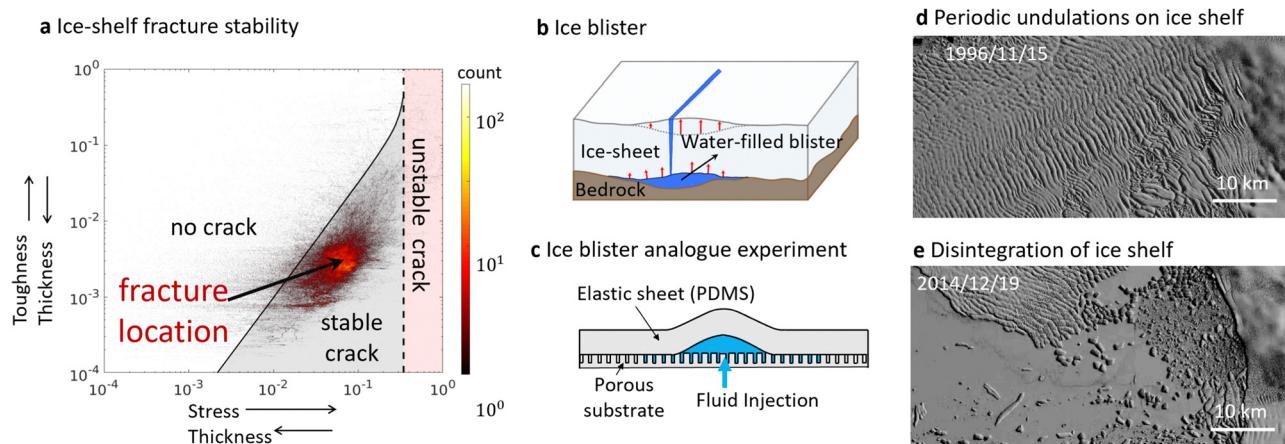 a Ice-shelf fracture stability
10^0
10^-1
10^-2
10^-3
10^-4
Toughness
Thickness
no crack
fracture
location
stable
crack
unstable
crack
10^-4
10^-3
10^-2
10^-1
10^0
Stress
Thickness
count
10^2
10^1
10^0
b Ice blister
Ice-sheet
Water-filled blister
Bedrock
c Ice blister analogue experiment
Elastic sheet (PDMS)
Porous
substrate
Fluid Injection
d Periodic undulations on ice shelf
1996/11/15
10 km
e Disintegration of ice shelf
2014/12/19
10 km